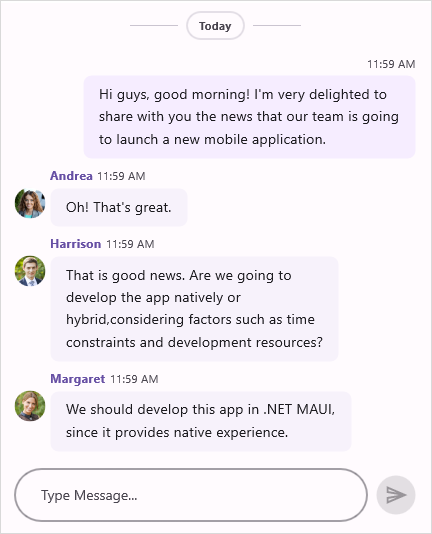 Today
11:59 AM
Hi guys, good morning! I'm very delighted to
share with you the news that our team is going
to launch a new mobile application.
Andrea 11:59 AM
Oh! That's great.
Harrison 11:59 AM
That is good news. Are we going to
develop the app natively or
hybrid,considering factors such as time
constraints and development resources?
Margaret 11:59 AM
We should develop this app in .NET MAUI,
since it provides native experience.
Type Message...